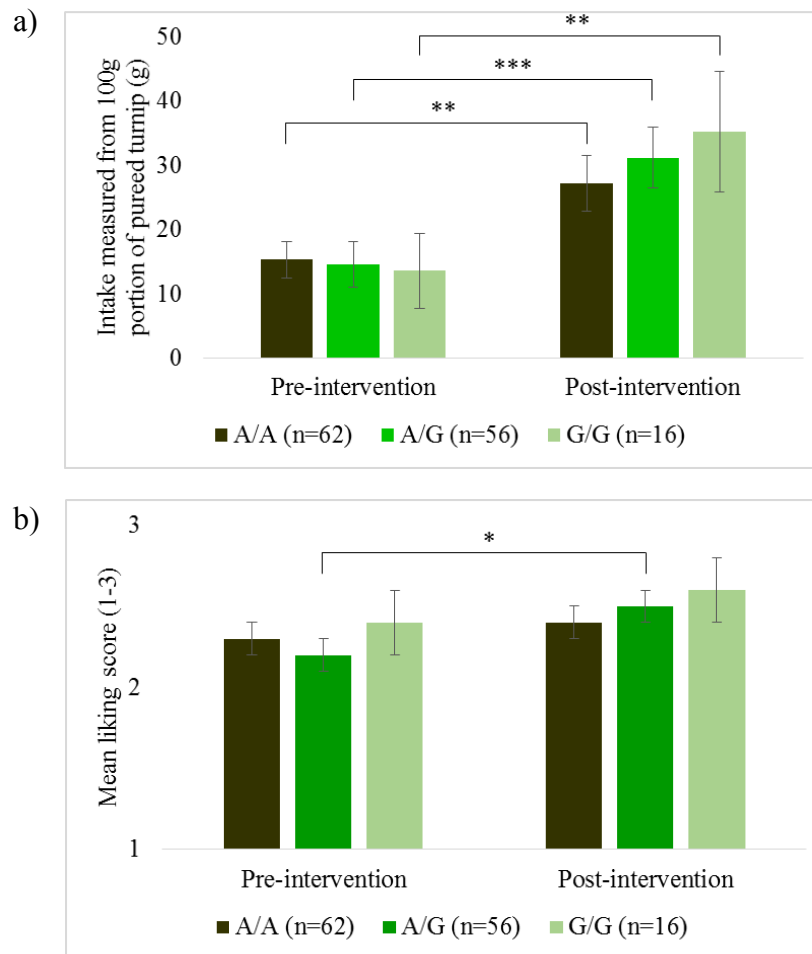 a)
Intake measured from 100g
portion of pureed turnip (g)
50
40
30
20
10
0
**
***
**
Pre-intervention Post-intervention
A/A (n=62) A/G (n=56) G/G (n=16)
b)
Mean liking score (1-3)
3
2
1
*
Pre-intervention Post-intervention
A/A (n=62) A/G (n=56) G/G (n=16)